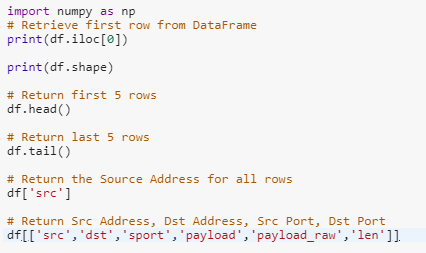 import numpy as np
# Retrieve first row from DataFrame
print(df.iloc[0])
print(df.shape)
# Return first 5 rows
df.head()
# Return last 5 rows
df.tail()
# Return the Source Address for all rows
df['src']
# Return Src Address, Dst Address, Src Port, Dst Port
df[['src','dst','sport','payload','payload_raw','len']]